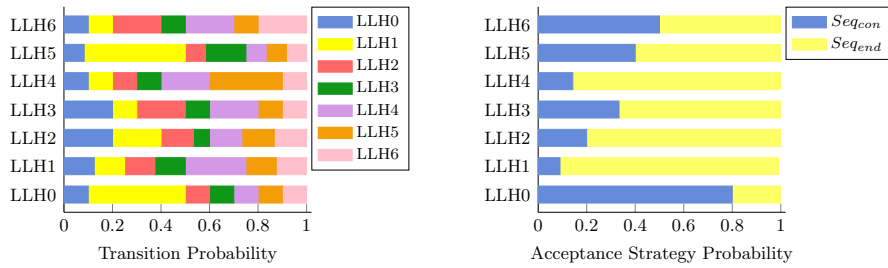 LLH6
LLH5
LLH4
LLH3
LLH2
LLH1
LLH0
0 0.2 0.4 0.6 0.8 1
Transition Probability
LLH0
LLH1
LLH2
LLH3
LLH4
LLH5
LLH6
LLH6
LLH5
LLH4
LLH3
LLH2
LLH1
LLH0
0 0.2 0.4 0.6 0.8 1
Acceptance Strategy Probability
Seq_con
Seq_end